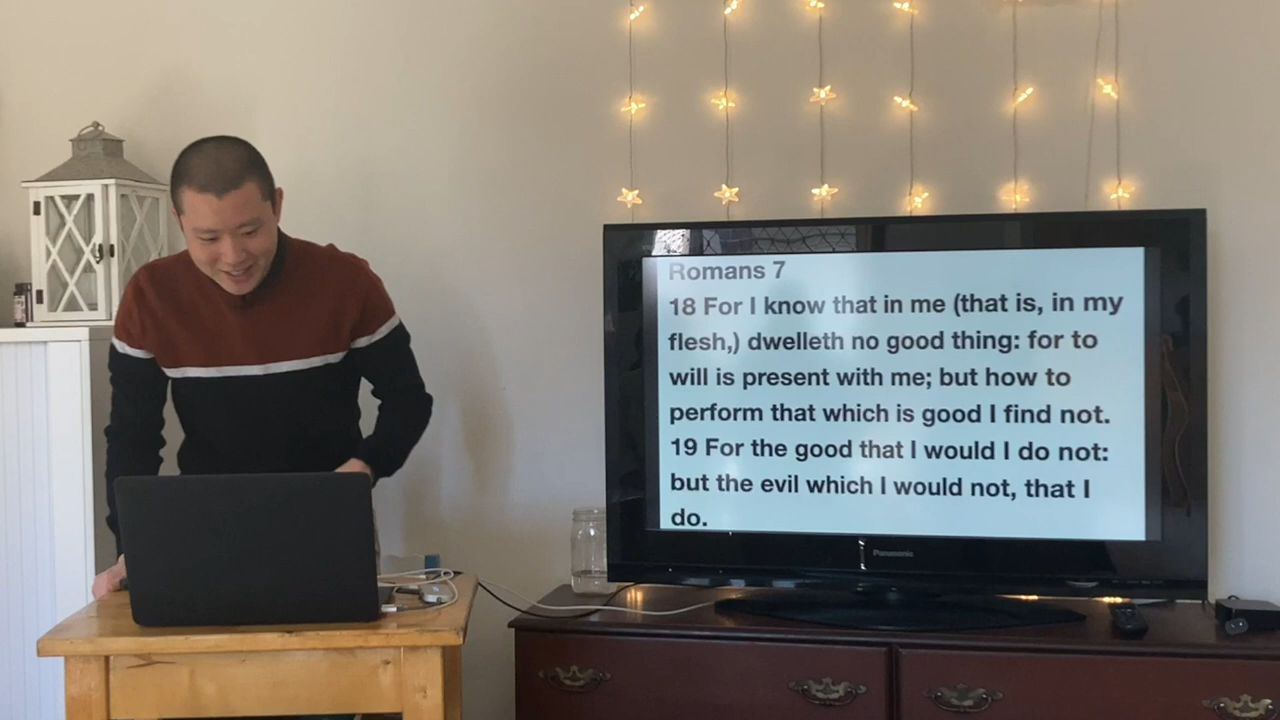 Romans 7
18 For I know that in me (that is, in my
flesh,) dwelleth no good thing: for to
will is present with me; but how to
perform that which is good I find not.
19 For the good that I would I do not:
but the evil which I would not, that I
do.
Panasonic